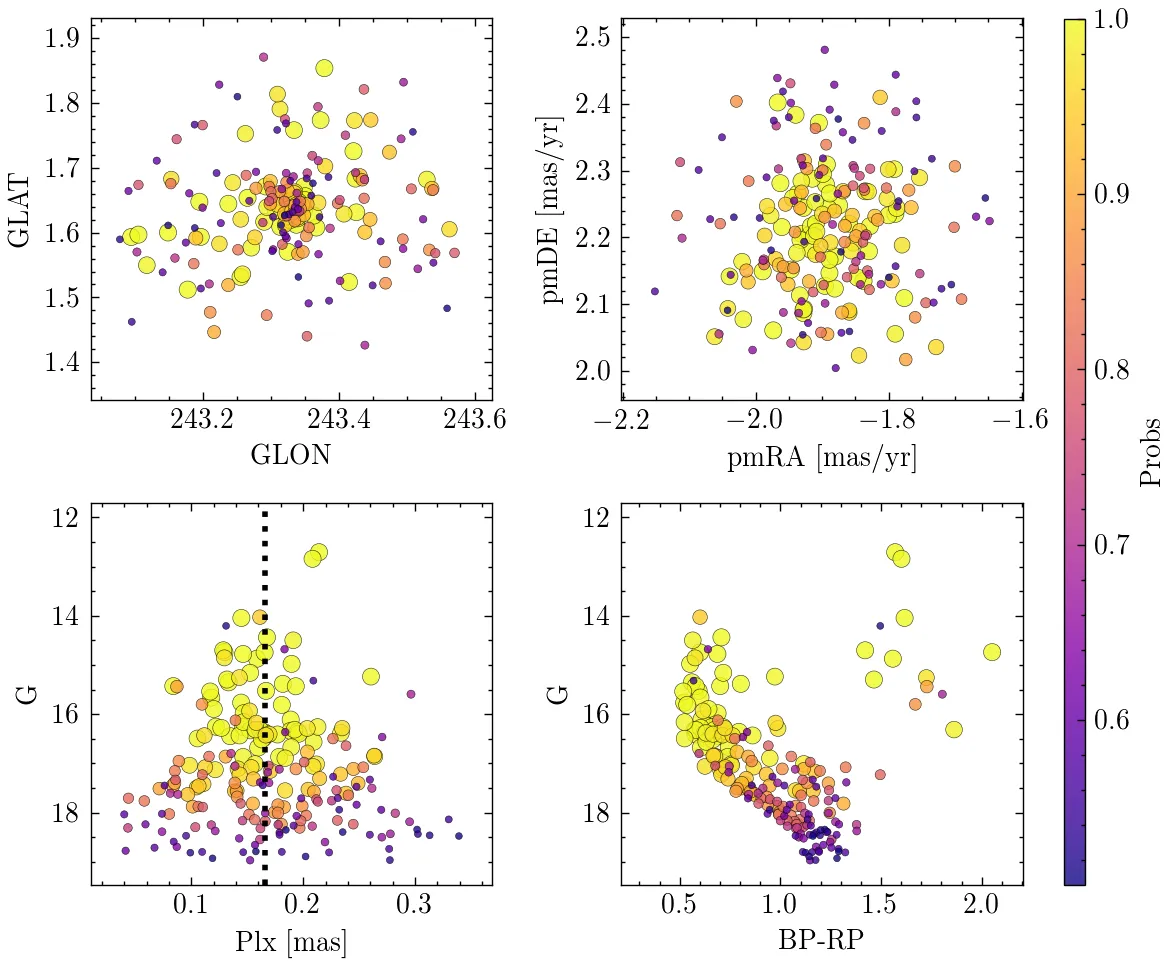 1.9
1.8
1.7
1.6
1.5
1.4
GLAT
243.2 243.4 243.6
GLON
2.5
2.4
2.3
2.2
2.1
2.0
pmDE [mas/yr]
−2.2 −2.0 −1.8 −1.6
pmRA [mas/yr]
12
14
16
18
G
0.1 0.2 0.3
Plx [mas]
12
14
16
18
G
0.5 1.0 1.5 2.0
BP-RP
1.0
0.9
0.8
0.7
0.6
Probs